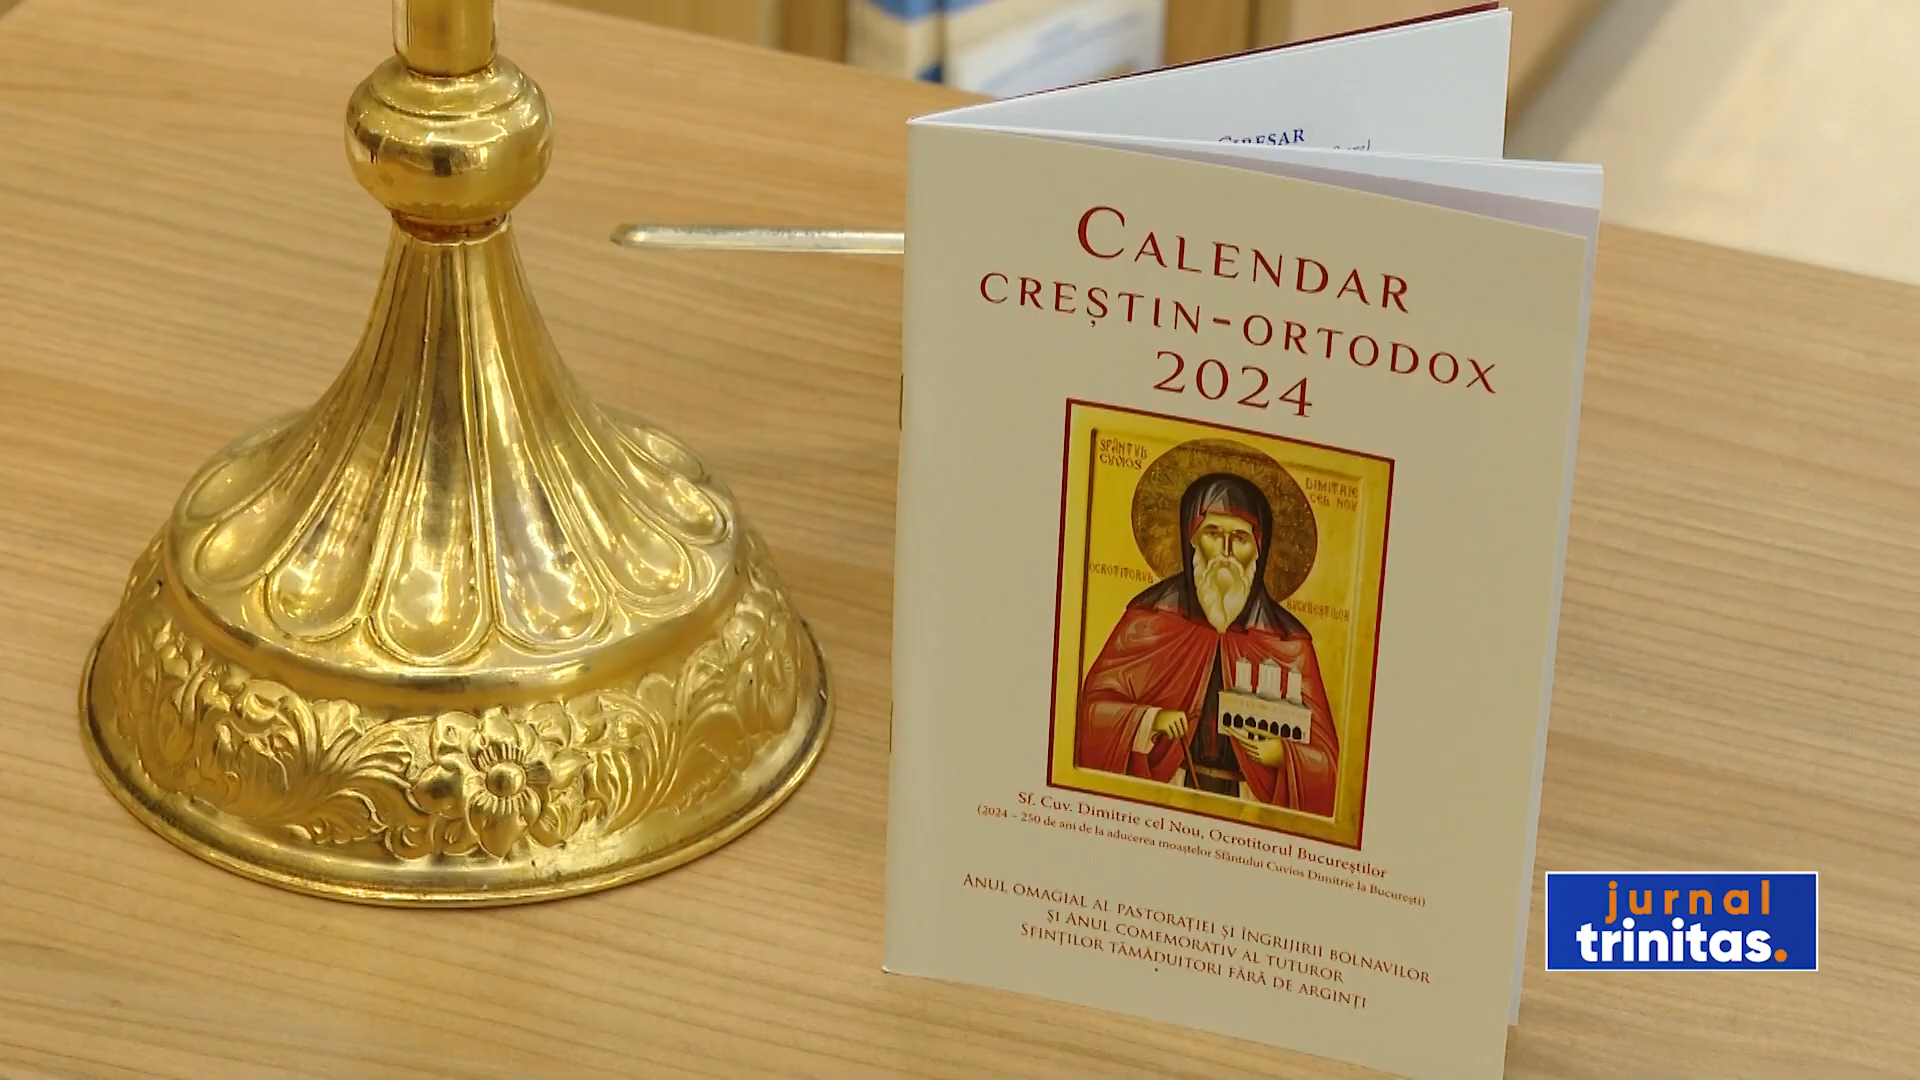 CALENDAR
CREȘTIN-ORTODOX
2024
SFÂNTUL
CUVIOS
DIMITRIE
CEL NOU
OCROTITORUL
BUCUREȘTILOR
Sf. Cuv. Dimitrie cel Nou, Ocrotitorul Bucureștilor
(2024 – 250 de ani de la aducerea moaștelor Sfântului Cuvios Dimitrie la București)
ANUL OMAGIAL AL PASTORAȚIEI ȘI ÎNGRIJIRII BOLNAVILOR
ȘI ANUL COMEMORATIV AL TUTUROR
SFINȚILOR TĂMĂDUITORI FĂRĂ DE ARGINȚI
jurnal
trinitas.